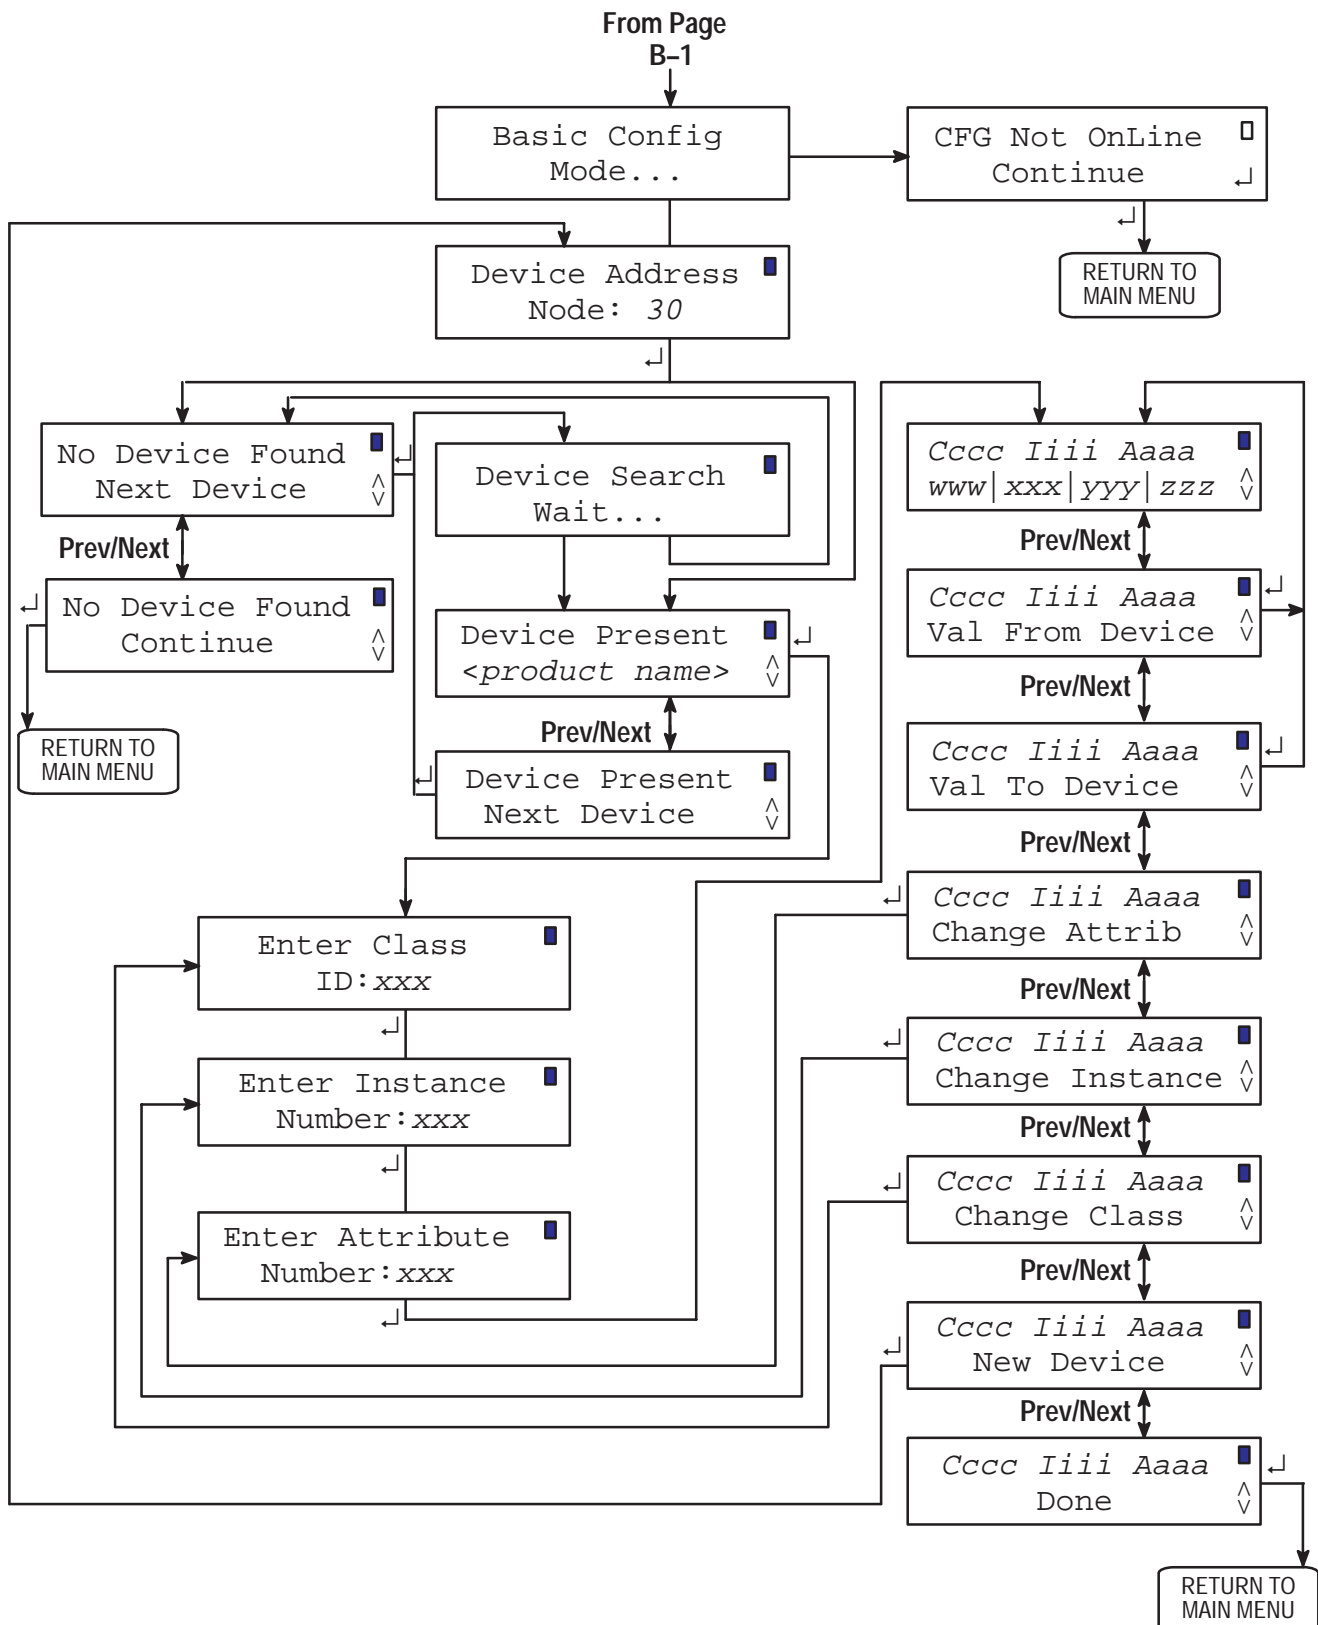 From Page
B–1
Basic Config
Mode...
CFG Not OnLine
Continue ↵
↵
RETURN TO
MAIN MENU
Device Address
Node: 30
↵
No Device Found
Next Device
↵
Prev/Next
No Device Found
Continue
↵
RETURN TO
MAIN MENU
Device Search
Wait...
Device Present
<product name>
↵
Prev/Next
Device Present
Next Device
↵
Enter Class
ID:xxx
↵
Enter Instance
Number:xxx
↵
Enter Attribute
Number:xxx
↵
Cccc Iiii Aaaa
www|xxx|yyy|zzz
Prev/Next
Cccc Iiii Aaaa
Val From Device
↵
Prev/Next
Cccc Iiii Aaaa
Val To Device
↵
Prev/Next
Cccc Iiii Aaaa
Change Attrib
↵
Prev/Next
Cccc Iiii Aaaa
Change Instance
↵
Prev/Next
Cccc Iiii Aaaa
Change Class
↵
Prev/Next
Cccc Iiii Aaaa
New Device
↵
Prev/Next
Cccc Iiii Aaaa
Done
↵
RETURN TO
MAIN MENU